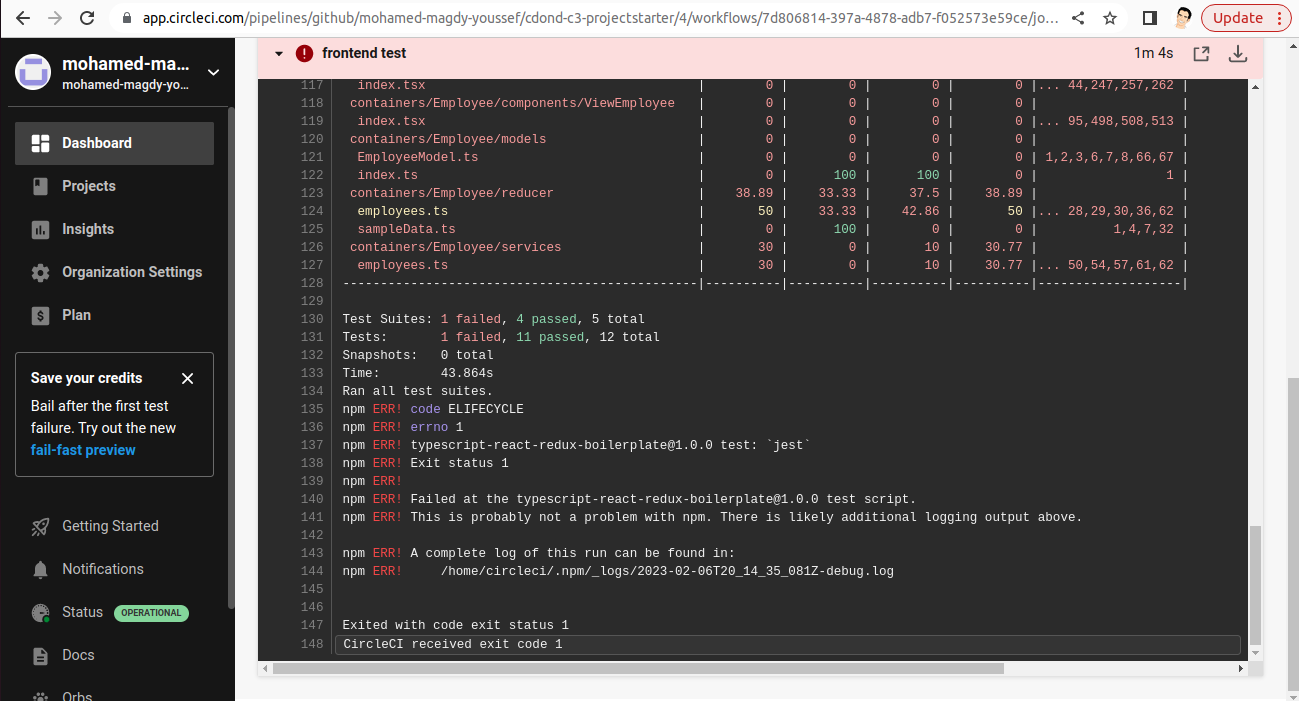 app.circleci.com/pipelines/github/mohamed-magdy-youssef/cdond-c3-projectstarter/4/workflows/7d806814-397a-4878-adb7-f052573e59ce/jo...
Update
mohamed-ma...
mohamed-magdy-yo...
Dashboard
Projects
Insights
Organization Settings
Plan
Save your credits
Bail after the first test
failure. Try out the new
fail-fast preview
Getting Started
Notifications
Status OPERATIONAL
Docs
Orbs
frontend test 1m 4s
117 index.tsx | 0 | 0 | 0 | 0 |... 44,247,257,262 |
118 containers/Employee/components/ViewEmployee | 0 | 0 | 0 | 0 | |
119 index.tsx | 0 | 0 | 0 | 0 |... 95,498,508,513 |
120 containers/Employee/models | 0 | 0 | 0 | 0 | |
121 EmployeeModel.ts | 0 | 0 | 0 | 0 | 1,2,3,6,7,8,66,67 |
122 index.ts | 0 | 100 | 100 | 0 | 1 |
123 containers/Employee/reducer | 38.89 | 33.33 | 37.5 | 38.89 | |
124 employees.ts | 50 | 33.33 | 42.86 | 50 |... 28,29,30,36,62 |
125 sampleData.ts | 0 | 100 | 0 | 0 | 1,4,7,32 |
126 containers/Employee/services | 30 | 0 | 10 | 30.77 | |
127 employees.ts | 30 | 0 | 10 | 30.77 |... 50,54,57,61,62 |
128 -----------------------------------------------|----------|----------|----------|----------|-------------------|
129
130 Test Suites: 1 failed, 4 passed, 5 total
131 Tests: 1 failed, 11 passed, 12 total
132 Snapshots: 0 total
133 Time: 43.864s
134 Ran all test suites.
135 npm ERR! code ELIFECYCLE
136 npm ERR! errno 1
137 npm ERR! typescript-react-redux-boilerplate@1.0.0 test: `jest`
138 npm ERR! Exit status 1
139 npm ERR!
140 npm ERR! Failed at the typescript-react-redux-boilerplate@1.0.0 test script.
141 npm ERR! This is probably not a problem with npm. There is likely additional logging output above.
142
143 npm ERR! A complete log of this run can be found in:
144 npm ERR! /home/circleci/.npm/_logs/2023-02-06T20_14_35_081Z-debug.log
145
146
147 Exited with code exit status 1
148 CircleCI received exit code 1